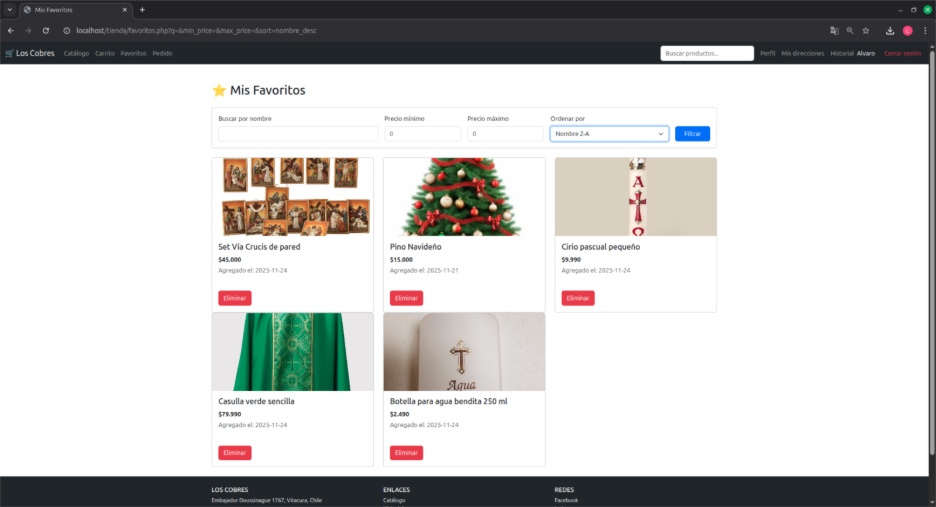 Mis Favoritos
localhost/tienda/favoritos.php?q=&min_price=&max_price=&sort=nombre_desc
L
Los Cobres Catálogo Carrito Favoritos Pedido Buscar productos... Perfil Mis direcciones Historial Alvaro Cerrar sesión
Mis Favoritos
Buscar por nombre Precio mínimo Precio máximo Ordenar por
0 0 Nombre Z-A Filtrar
A
Set Vía Crucis de pared
$45.000
Agregado el: 2025-11-24
Eliminar
Pino Navideño
$15.000
Agregado el: 2025-11-21
Eliminar
Cirio pascual pequeño
$9.990
Agregado el: 2025-11-24
Eliminar
Agua
Casulla verde sencilla
$79.990
Agregado el: 2025-11-24
Eliminar
Botella para agua bendita 250 ml
$2.490
Agregado el: 2025-11-24
Eliminar
LOS COBRES
Embajador Doussinague 1767, Vitacura, Chile
ENLACES
Catálogo
REDES
Facebook